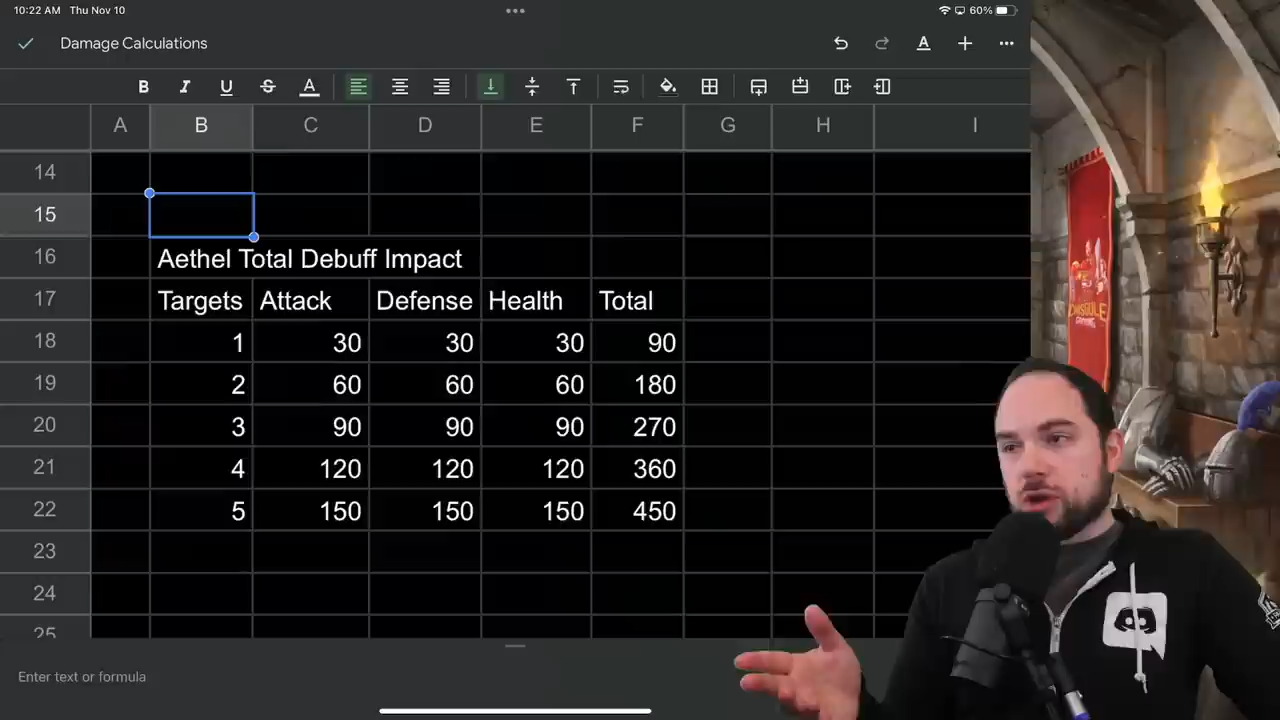 10:22 AM Thu Nov 10
60%
Damage Calculations
A
B I U S A
A B C D E F G H I
14
15
16 Aethel Total Debuff Impact
17 Targets Attack Defense Health Total
18 1 30 30 30 90
19 2 60 60 60 180
20 3 90 90 90 270
21 4 120 120 120 360
22 5 150 150 150 450
23
24
25
Enter text or formula
GAMING